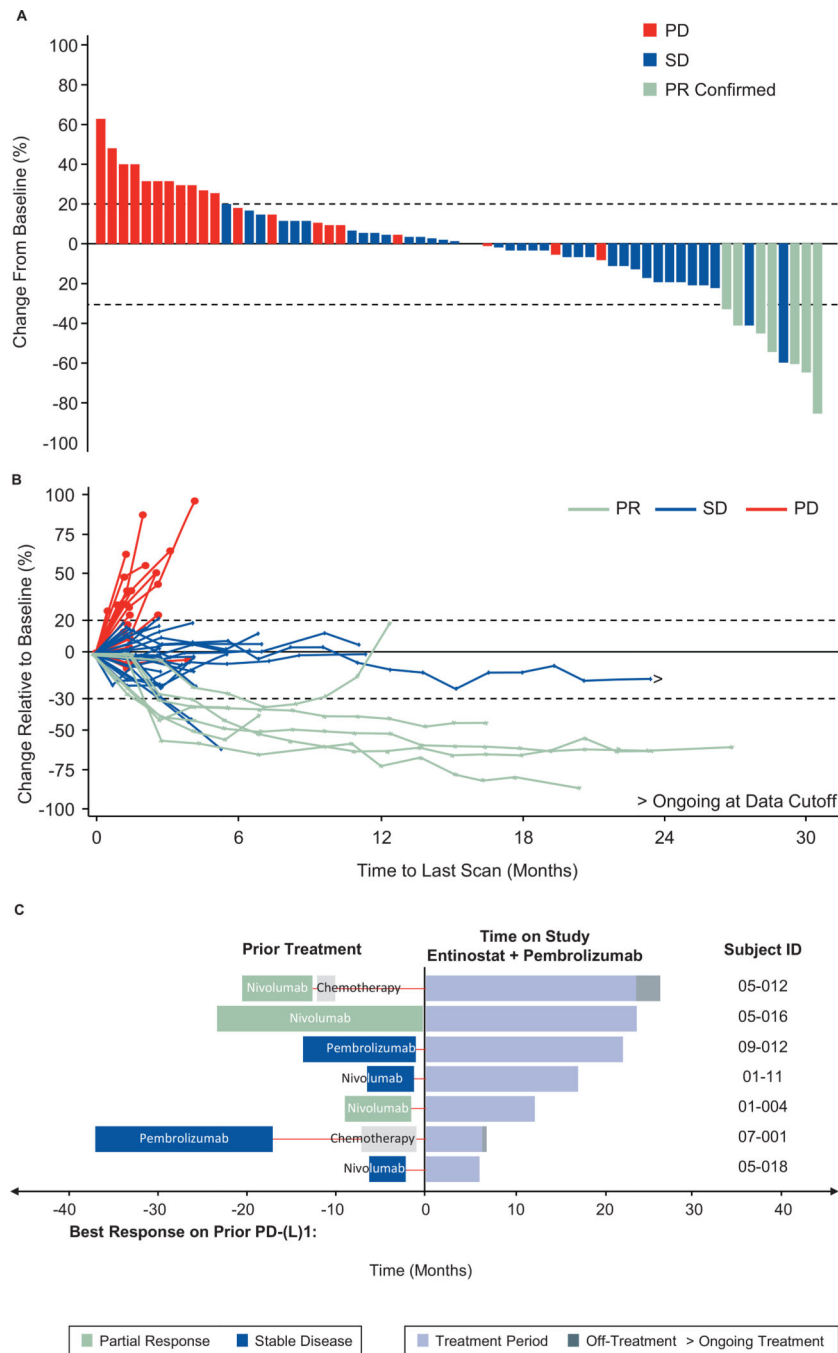 A
PD
SD
PR Confirmed
Change From Baseline (%)
100
80
60
40
20
0
20
-40
-60
-80
-100
B
PR SD PD
Change Relative to Baseline (%)
100
75
50
20
0
-30
-50
-75
-100
>
> Ongoing at Data Cutoff
0 6 12 18 24 30
Time to Last Scan (Months)
C
Prior Treatment
Time on Study
Entinostat + Pembrolizumab
Subject ID
Nivolumab Chemotherapy 05-012
Nivolumab 05-016
Pembrolizumab 09-012
Nivolumab 01-11
Nivolumab 01-004
Pembrolizumab Chemotherapy 07-001
Nivolumab 05-018
-40 -30 -20 -10 0 10 20 30 40
Best Response on Prior PD-(L)1:
Time (Months)
Partial Response Stable Disease
Treatment Period Off-Treatment > Ongoing Treatment